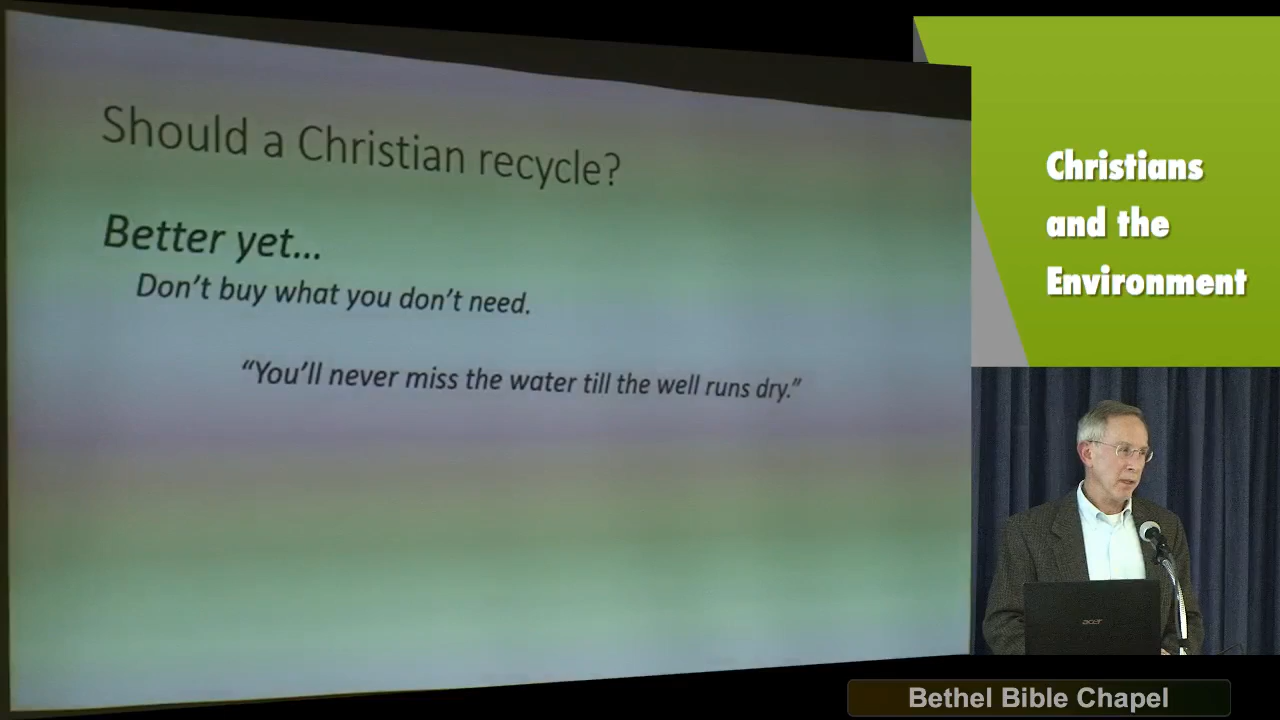 Should a Christian recycle?
Better yet...
Don't buy what you don't need.
“You'll never miss the water till the well runs dry.”
Christians
and the
Environment
acer
Bethel Bible Chapel